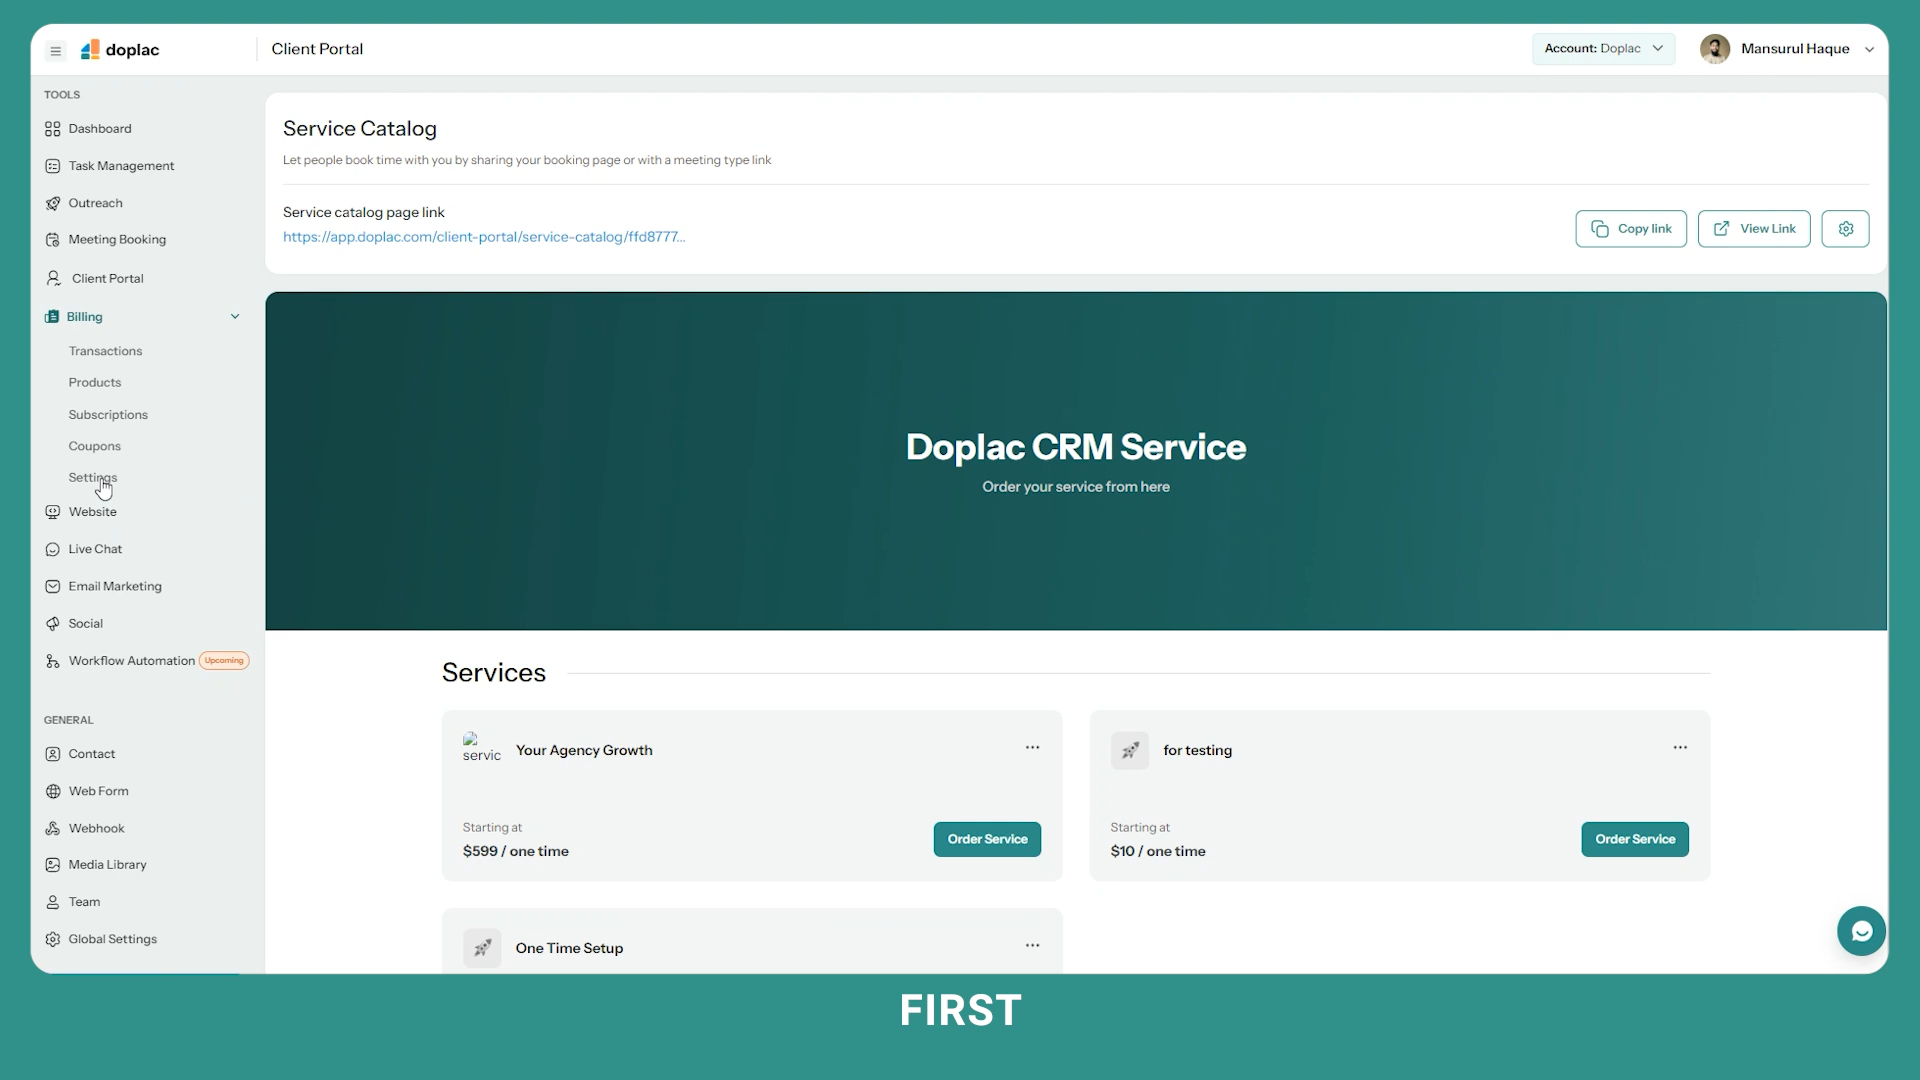 doplac
Client Portal
Account: Doplac
Mansurul Haque
TOOLS
Dashboard
Task Management
Outreach
Meeting Booking
Client Portal
Billing
Transactions
Products
Subscriptions
Coupons
Settings
Website
Live Chat
Email Marketing
Social
Workflow Automation Upcoming
GENERAL
Contact
Web Form
Webhook
Media Library
Team
Global Settings
Service Catalog
Let people book time with you by sharing your booking page or with a meeting type link
Service catalog page link
https://app.doplac.com/client-portal/service-catalog/ffd8777...
Copy link
View Link
Doplac CRM Service
Order your service from here
Services
servic
Your Agency Growth
Starting at
$599 / one time
Order Service
for testing
Starting at
$10 / one time
Order Service
One Time Setup
FIRST